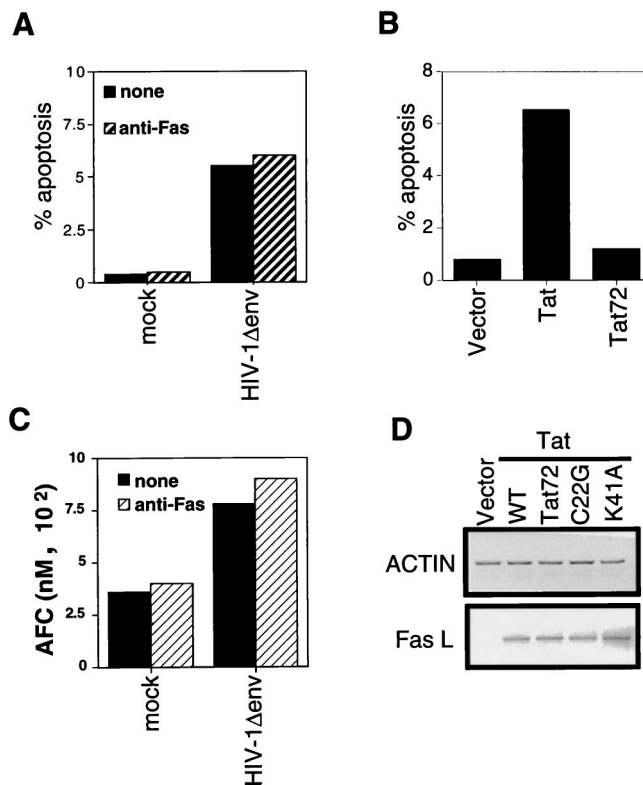 A
% apoptosis
10
7.5
5
2.5
0
none
anti-Fas
mock
HIV-1Δenv
B
% apoptosis
8
6
4
2
0
Vector
Tat
Tat72
C
AFC (nM, 10²)
10
7.5
5
2.5
0
none
anti-Fas
mock
HIV-1Δenv
D
Tat
Vector
WT
Tat72
C22G
K41A
ACTIN
Fas L